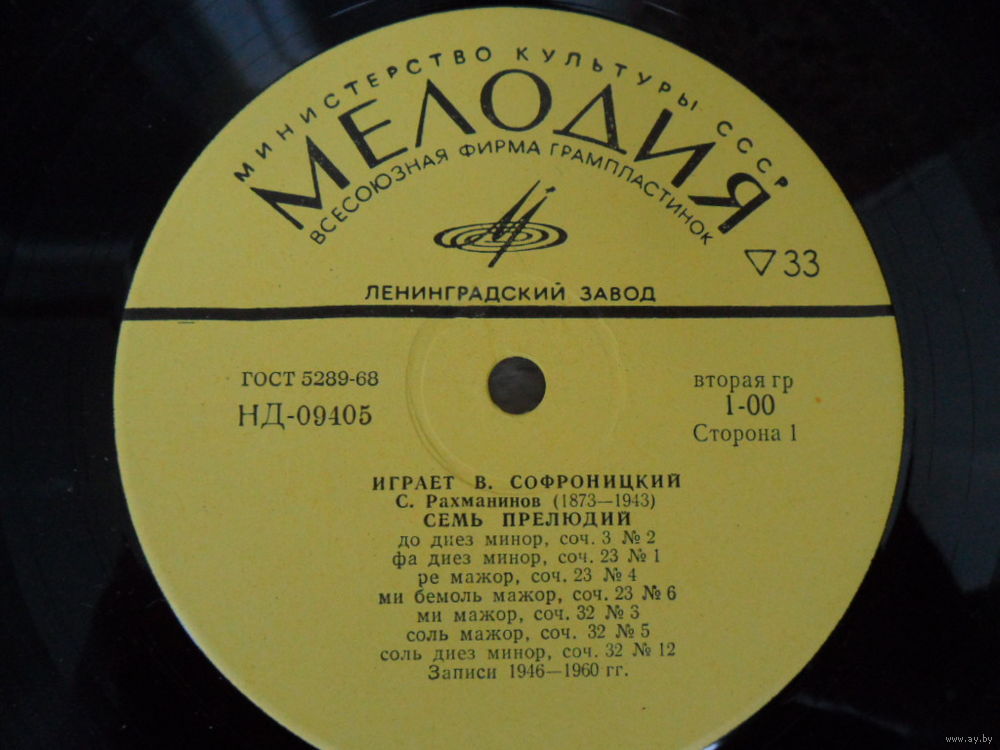 МИНИСТЕРСТВО КУЛЬТУРЫ СССР
МЕЛОДИЯ
ВСЕСОЮЗНАЯ ФИРМА ГРАМПЛАСТИНОК
33
ЛЕНИНГРАДСКИЙ ЗАВОД
ГОСТ 5289-68
НД-09405
вторая гр
1-00
Сторона 1
ИГРАЕТ В. СОФРОНИЦКИЙ
С. Рахманинов (1873—1943)
СЕМЬ ПРЕЛЮДИЙ
до диез минор, соч. 3 № 2
фа диез минор, соч. 23 № 1
ре мажор, соч. 23 № 4
ми бемоль мажор, соч. 23 № 6
ми мажор, соч. 32 № 3
соль мажор, соч. 32 № 5
соль диез минор, соч. 32 № 12
Записи 1946—1960 гг.
www.ay.by